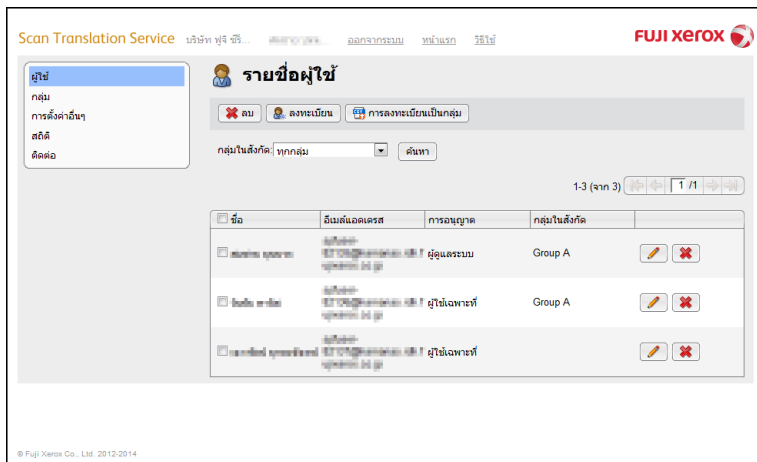 Scan Translation Service บริษัท ฟูจิ ซีร็... ออกจากระบบ หน้าแรก วิธีใช้ FUJI xerox
ผู้ใช้
กลุ่ม
การตั้งค่าอื่นๆ
สถิติ
ติดต่อ
รายชื่อผู้ใช้
ลบ ลงทะเบียน การลงทะเบียนเป็นกลุ่ม
กลุ่มในสังกัด: ทุกกลุ่ม ค้นหา
1-3 (จาก 3) 1 /1
ชื่อ อีเมล์แอดเดรส การอนุญาต กลุ่มในสังกัด
ผู้ดูแลระบบ Group A
ผู้ใช้เฉพาะที่ Group A
ผู้ใช้เฉพาะที่
© Fuji Xerox Co., Ltd. 2012-2014